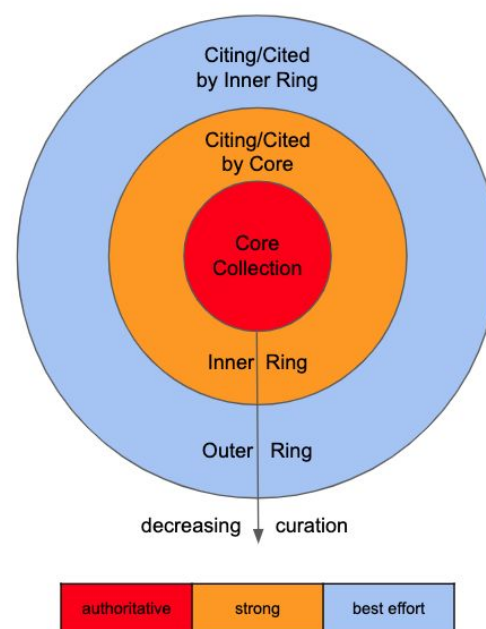 Citing/Cited
by Inner Ring
Citing/Cited
by Core
Core
Collection
Inner Ring
Outer Ring
decreasing curation
authoritative strong best effort